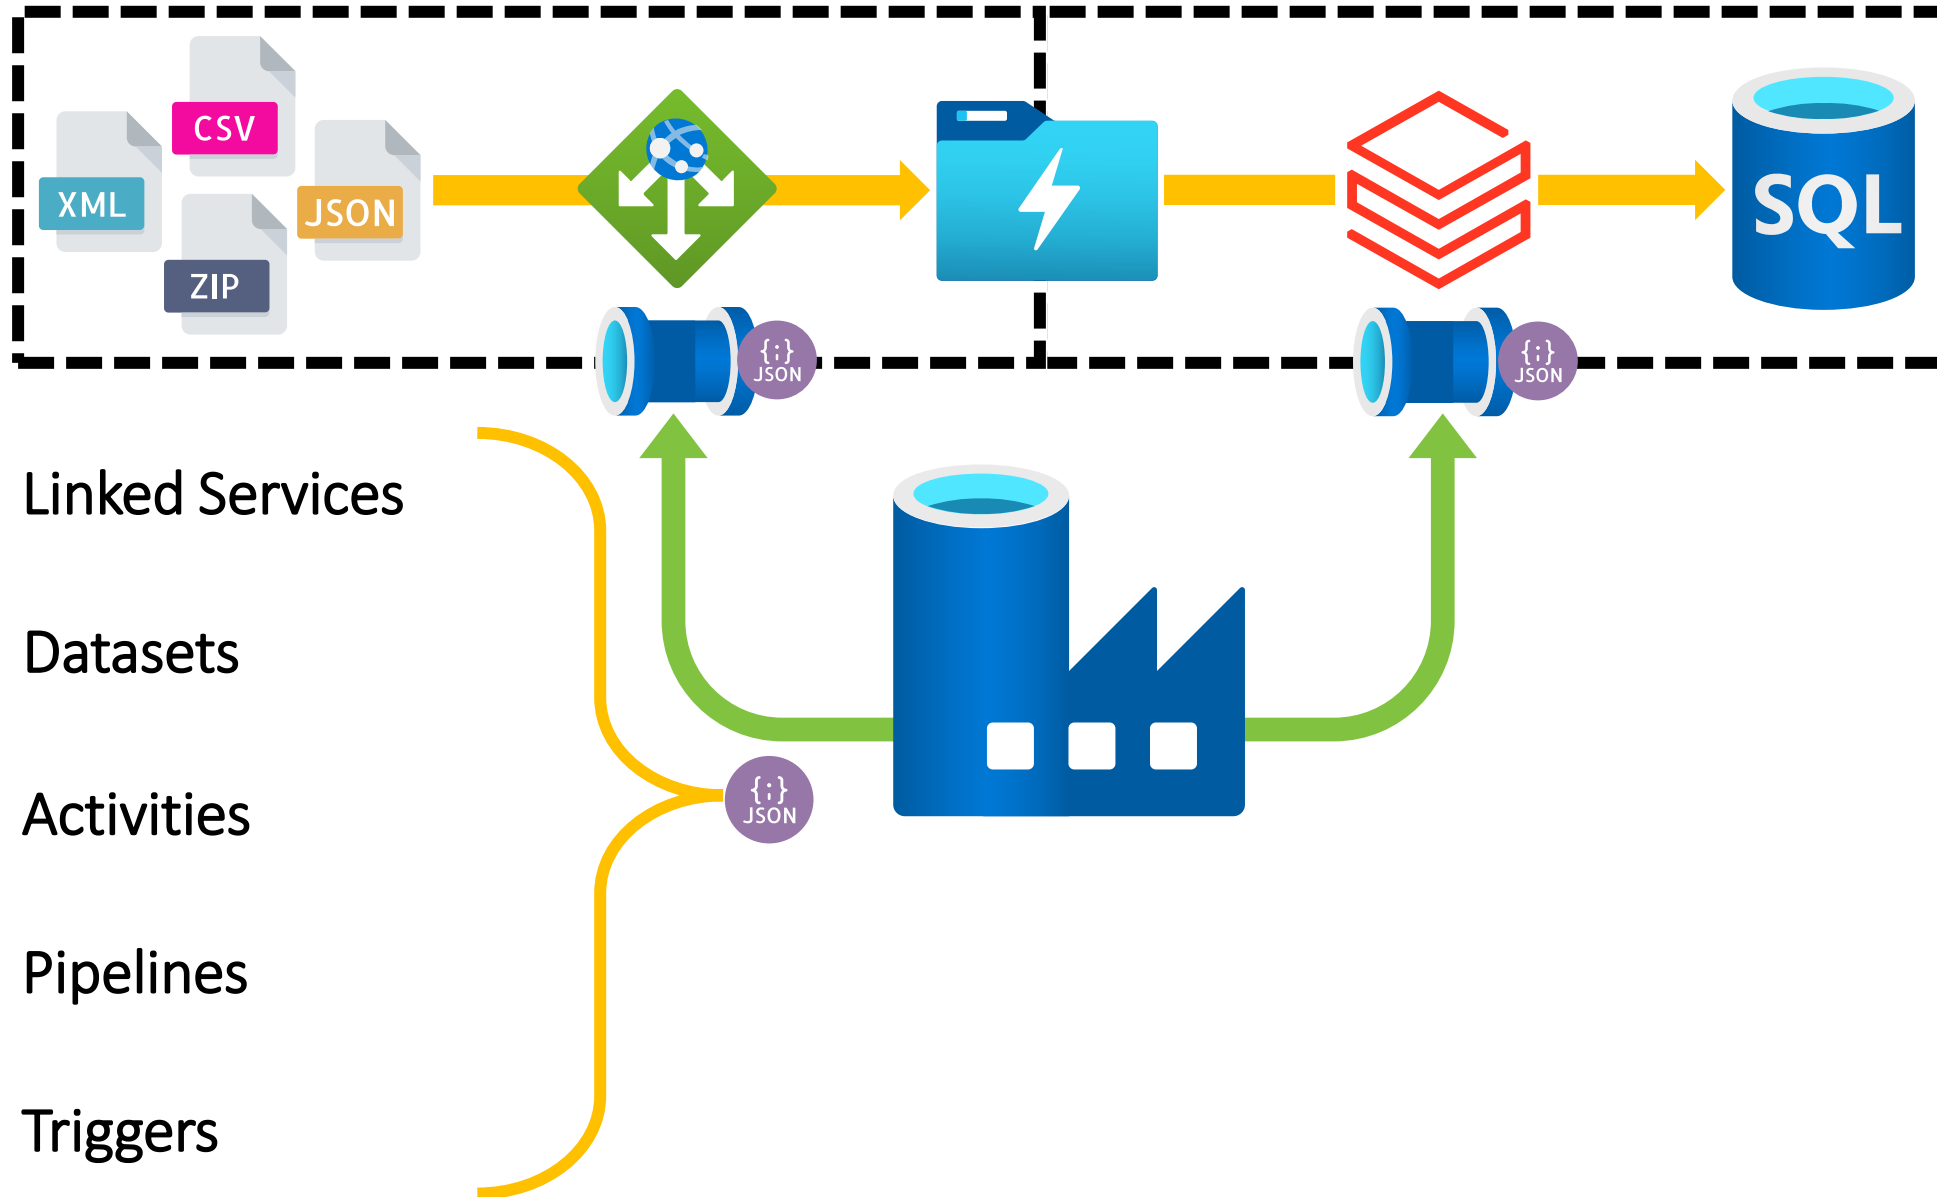 CSV
XML
JSON
ZIP
SQL
{;}
JSON
{;}
JSON
Linked Services
Datasets
Activities
{;}
JSON
Pipelines
Triggers